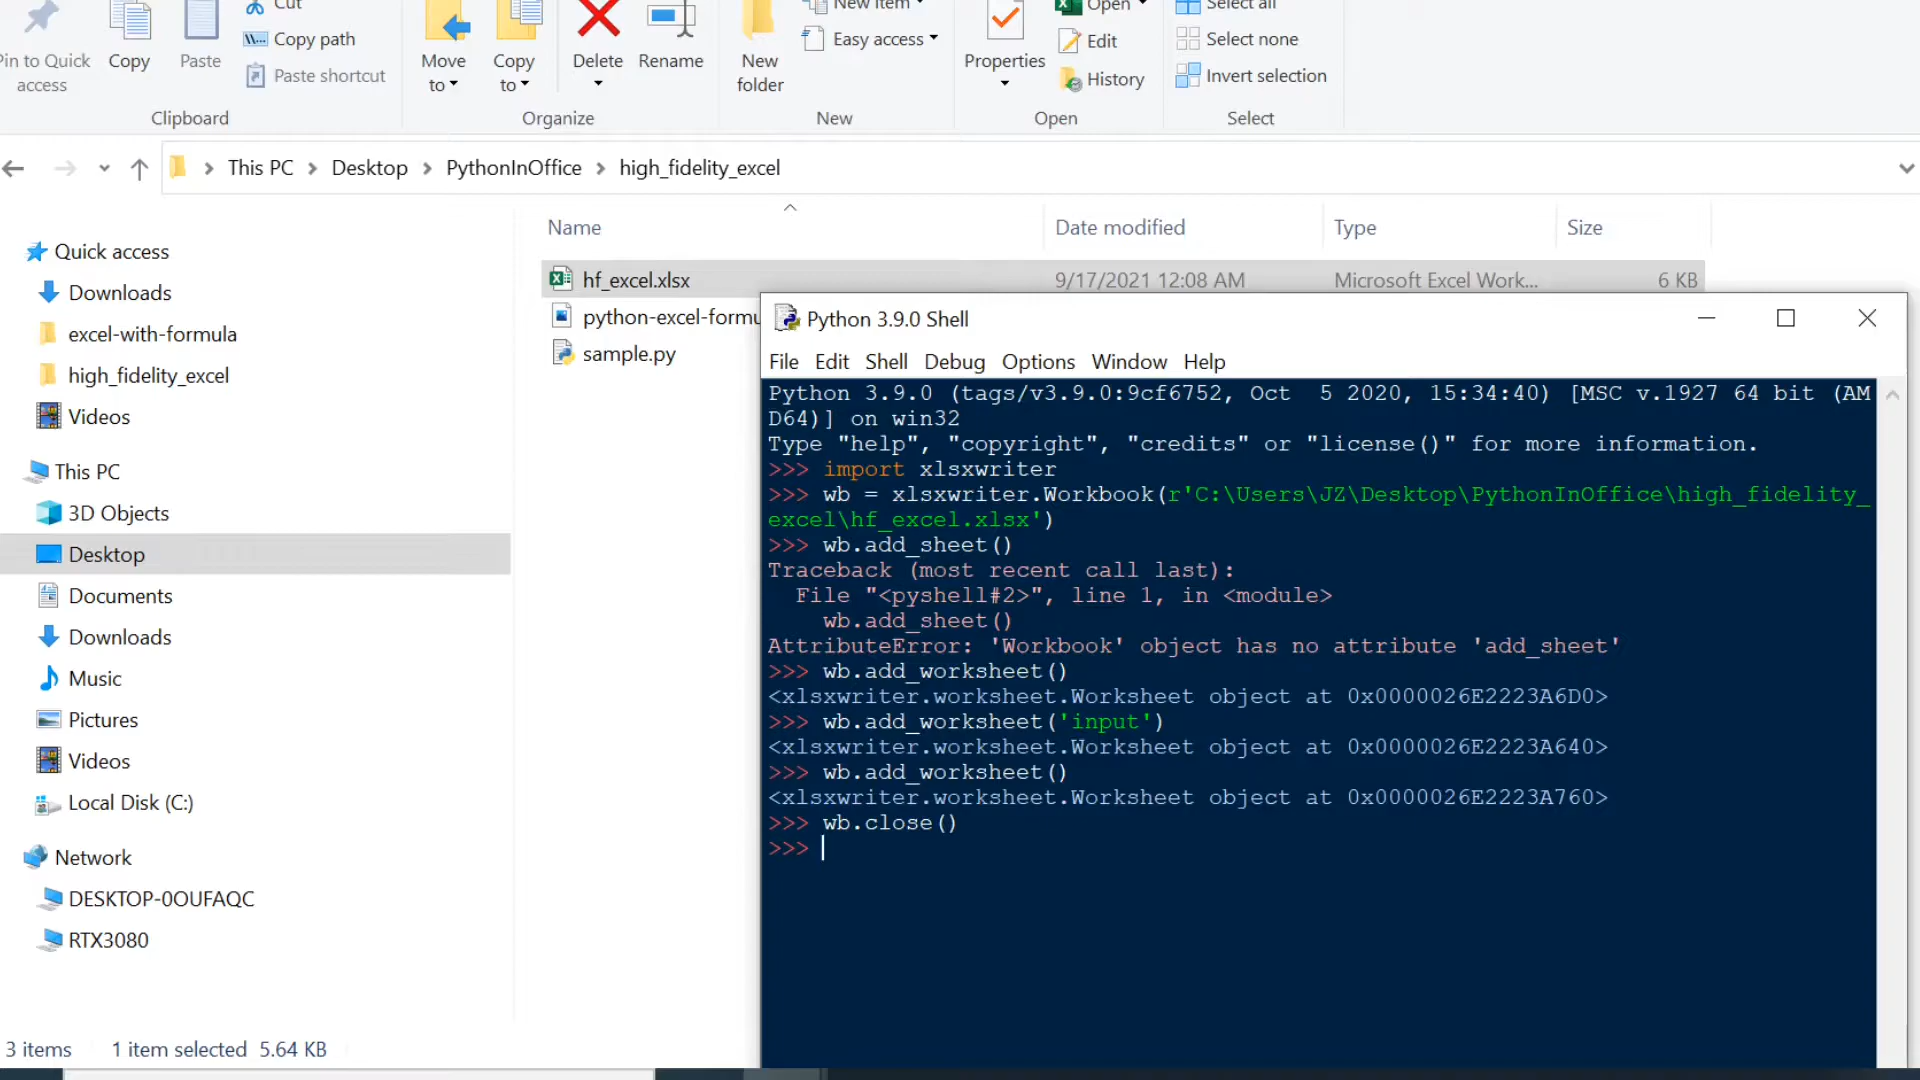 Cut
New item
Open
Select all
Pin to Quick access
Copy
Paste
Copy path
Paste shortcut
Move to
Copy to
Delete
Rename
New folder
Easy access
Properties
Edit
History
Select none
Invert selection
Clipboard
Organize
New
Open
Select
This PC > Desktop > PythonInOffice > high_fidelity_excel
Name
Date modified
Type
Size
Quick access
Downloads
excel-with-formula
high_fidelity_excel
Videos
This PC
3D Objects
Desktop
Documents
Downloads
Music
Pictures
Videos
Local Disk (C:)
Network
DESKTOP-0OUFAQC
RTX3080
hf_excel.xlsx 9/17/2021 12:08 AM Microsoft Excel Work... 6 KB
python-excel-formu
sample.py
Python 3.9.0 Shell
File Edit Shell Debug Options Window Help
Python 3.9.0 (tags/v3.9.0:9cf6752, Oct  5 2020, 15:34:40) [MSC v.1927 64 bit (AM
D64)] on win32
Type "help", "copyright", "credits" or "license()" for more information.
>>> import xlsxwriter
>>> wb = xlsxwriter.Workbook(r'C:\Users\JZ\Desktop\PythonInOffice\high_fidelity_
excel\hf_excel.xlsx')
>>> wb.add_sheet()
Traceback (most recent call last):
  File "<pyshell#2>", line 1, in <module>
    wb.add_sheet()
AttributeError: 'Workbook' object has no attribute 'add_sheet'
>>> wb.add_worksheet()
<xlsxwriter.worksheet.Worksheet object at 0x0000026E2223A6D0>
>>> wb.add_worksheet('input')
<xlsxwriter.worksheet.Worksheet object at 0x0000026E2223A640>
>>> wb.add_worksheet()
<xlsxwriter.worksheet.Worksheet object at 0x0000026E2223A760>
>>> wb.close()
>>>
3 items 1 item selected 5.64 KB